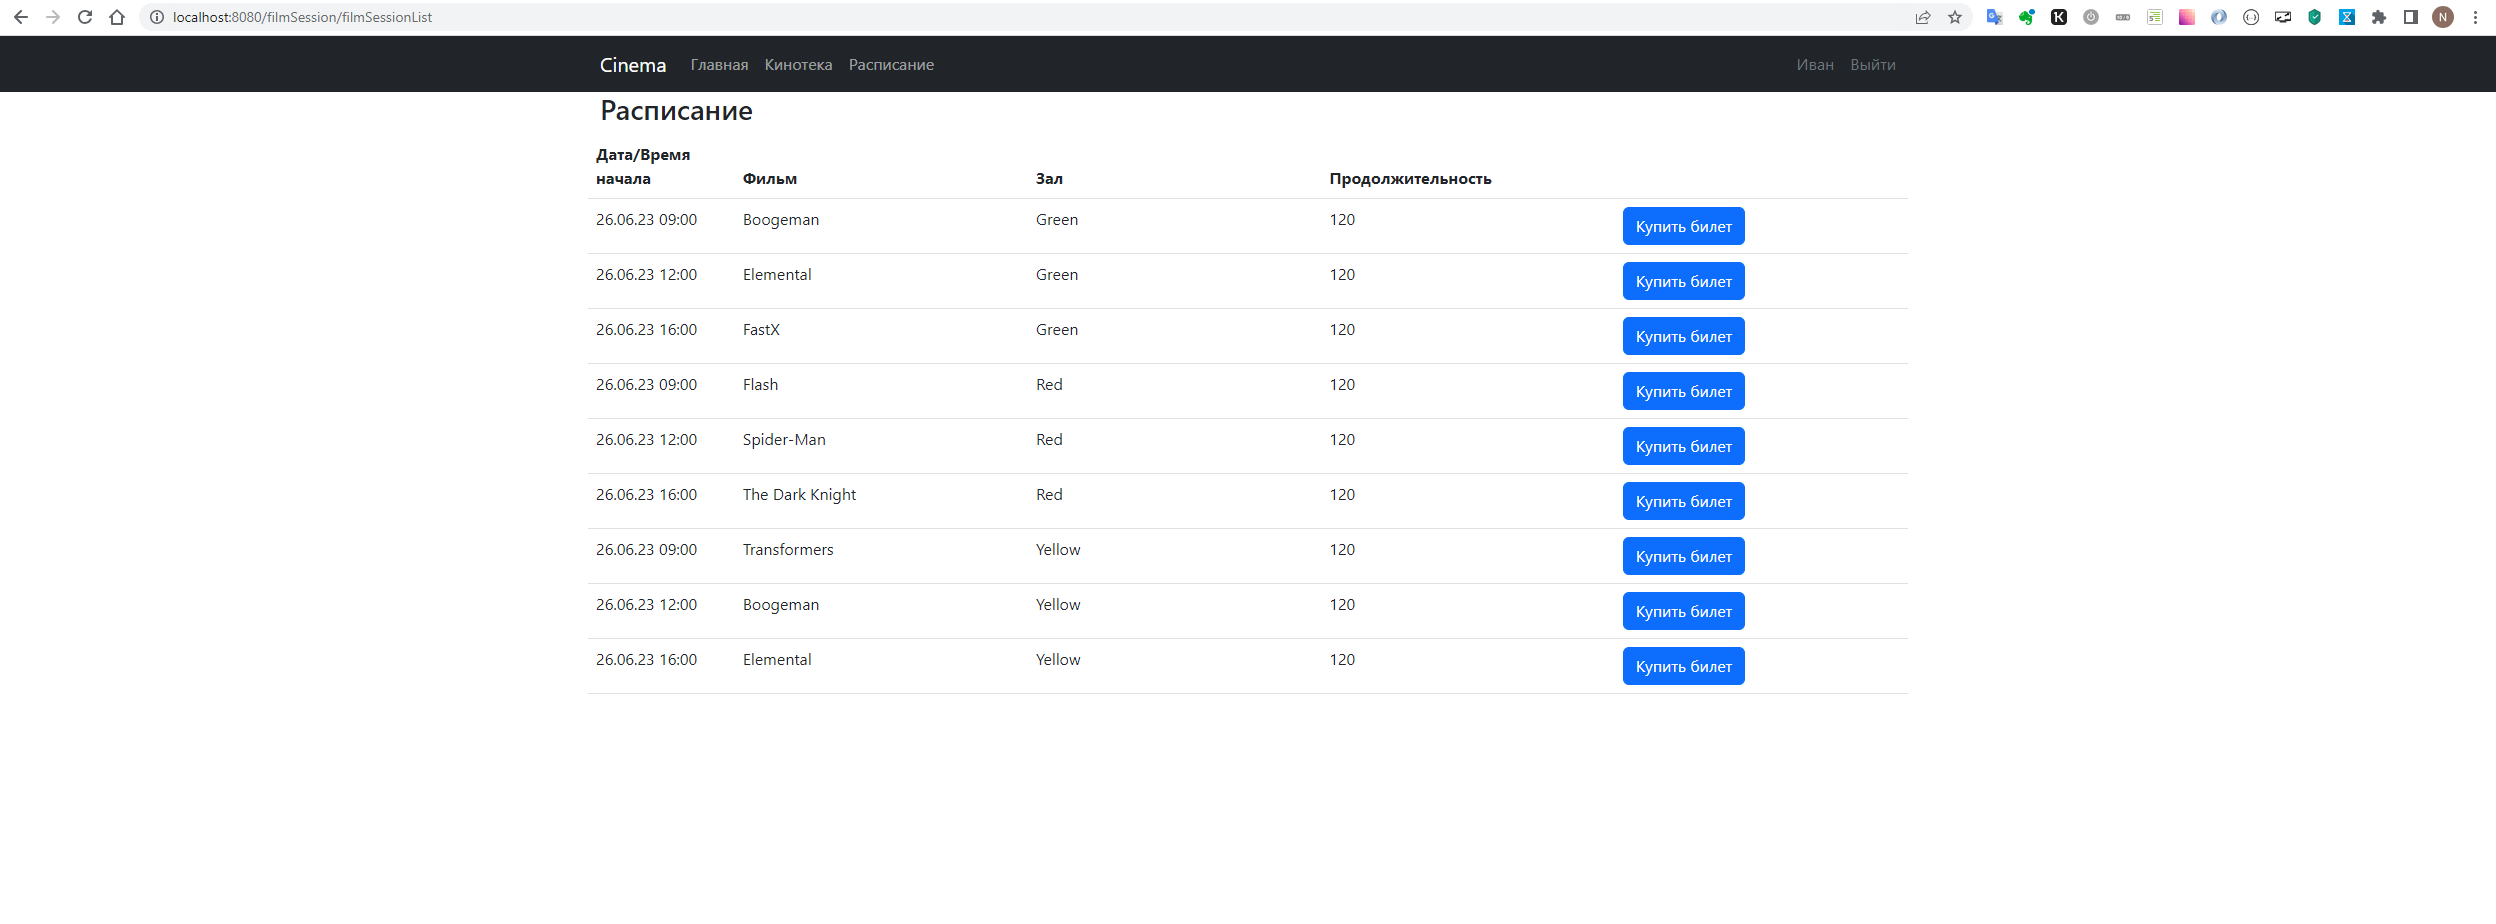 localhost:8080/filmSession/filmSessionList
N
Cinema Главная Кинотека Расписание Иван Выйти
Расписание
Дата/Время
начала Фильм Зал Продолжительность
26.06.23 09:00 Boogeman Green 120 Купить билет
26.06.23 12:00 Elemental Green 120 Купить билет
26.06.23 16:00 FastX Green 120 Купить билет
26.06.23 09:00 Flash Red 120 Купить билет
26.06.23 12:00 Spider-Man Red 120 Купить билет
26.06.23 16:00 The Dark Knight Red 120 Купить билет
26.06.23 09:00 Transformers Yellow 120 Купить билет
26.06.23 12:00 Boogeman Yellow 120 Купить билет
26.06.23 16:00 Elemental Yellow 120 Купить билет